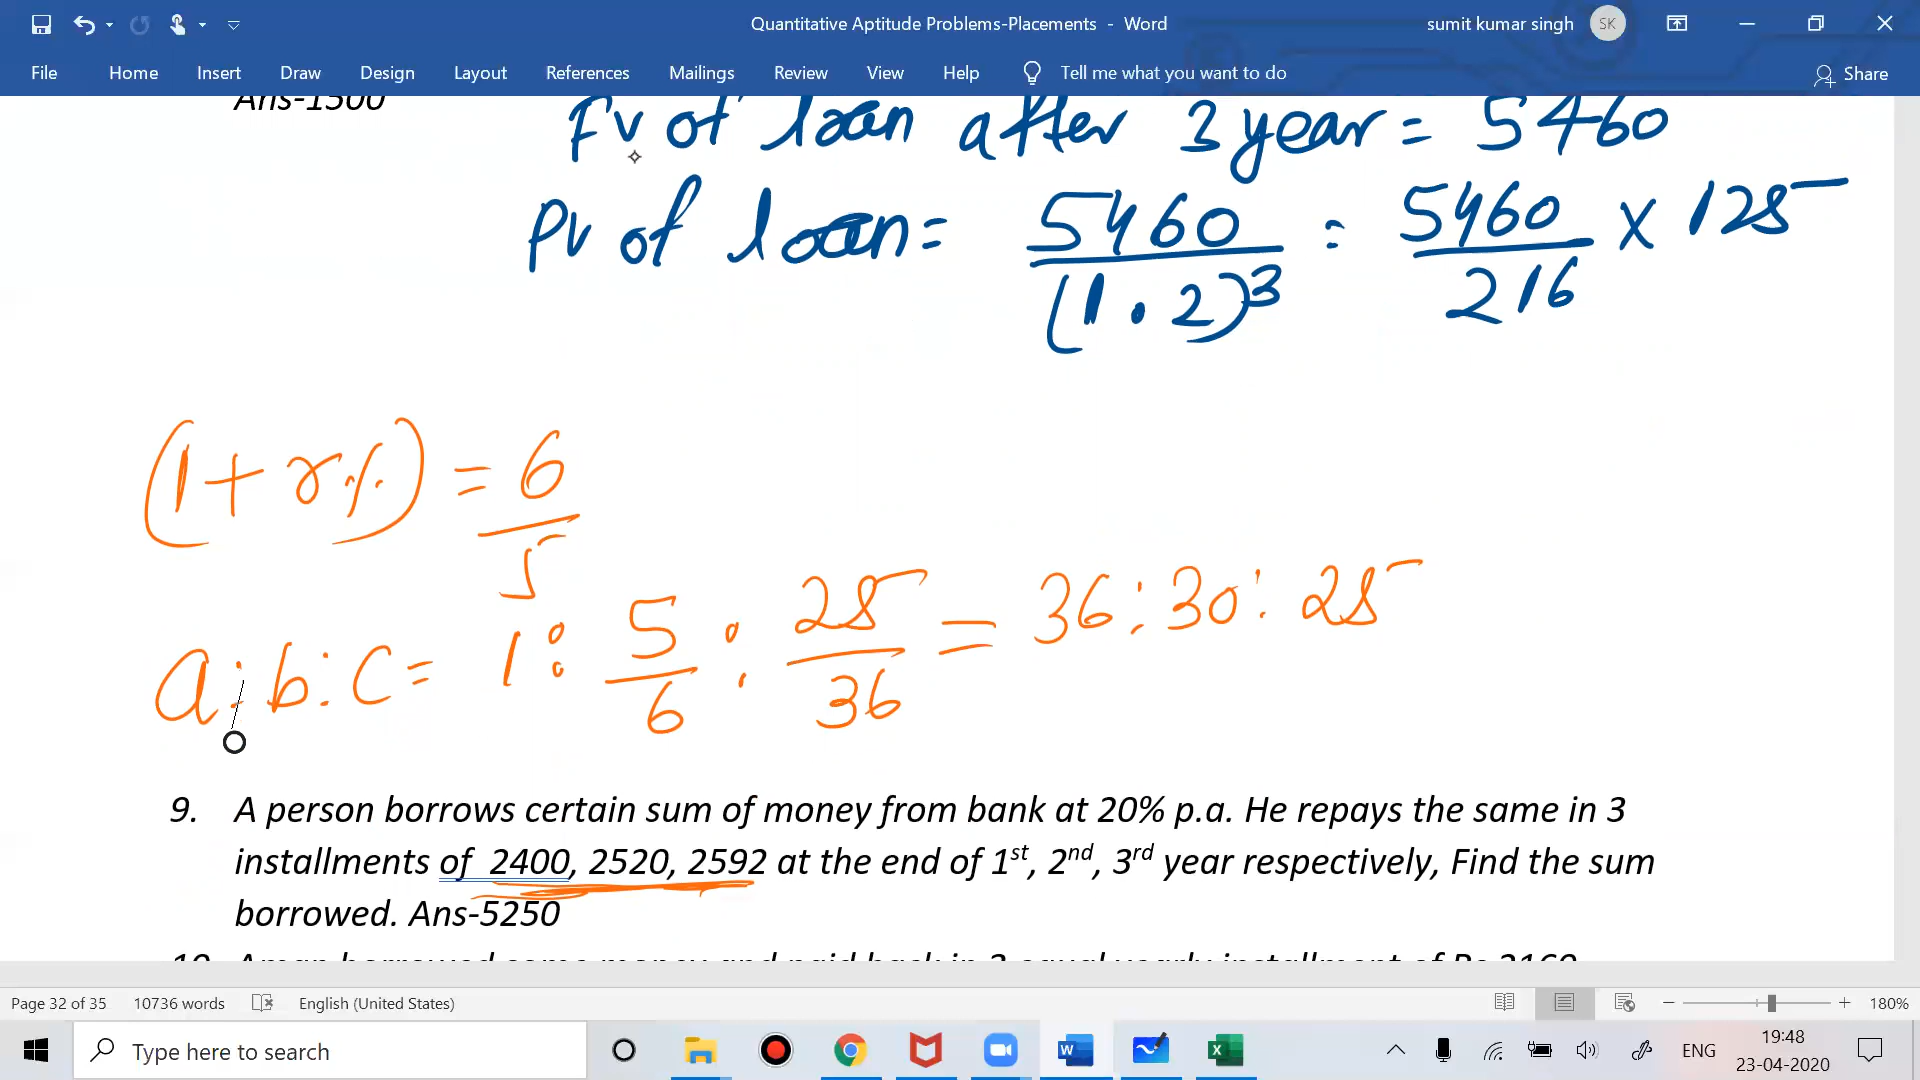 Quantitative Aptitude Problems-Placements - Word
sumit kumar singh SK
File Home Insert Draw Design Layout References Mailings Review View Help Tell me what you want to do Share
Ans-1500
FV of loan after 3 year = 5460
PV of loan = 5460/(1.2)^3 = 5460/216 x 125
(1 + r%) = 6/5
a : b : c = 1 : 5/6 : 25/36 = 36 : 30 : 25
9. A person borrows certain sum of money from bank at 20% p.a. He repays the same in 3
installments of 2400, 2520, 2592 at the end of 1st, 2nd, 3rd year respectively, Find the sum
borrowed. Ans-5250
Page 32 of 35 10736 words English (United States) 180%
Type here to search
ENG
19:48
23-04-2020